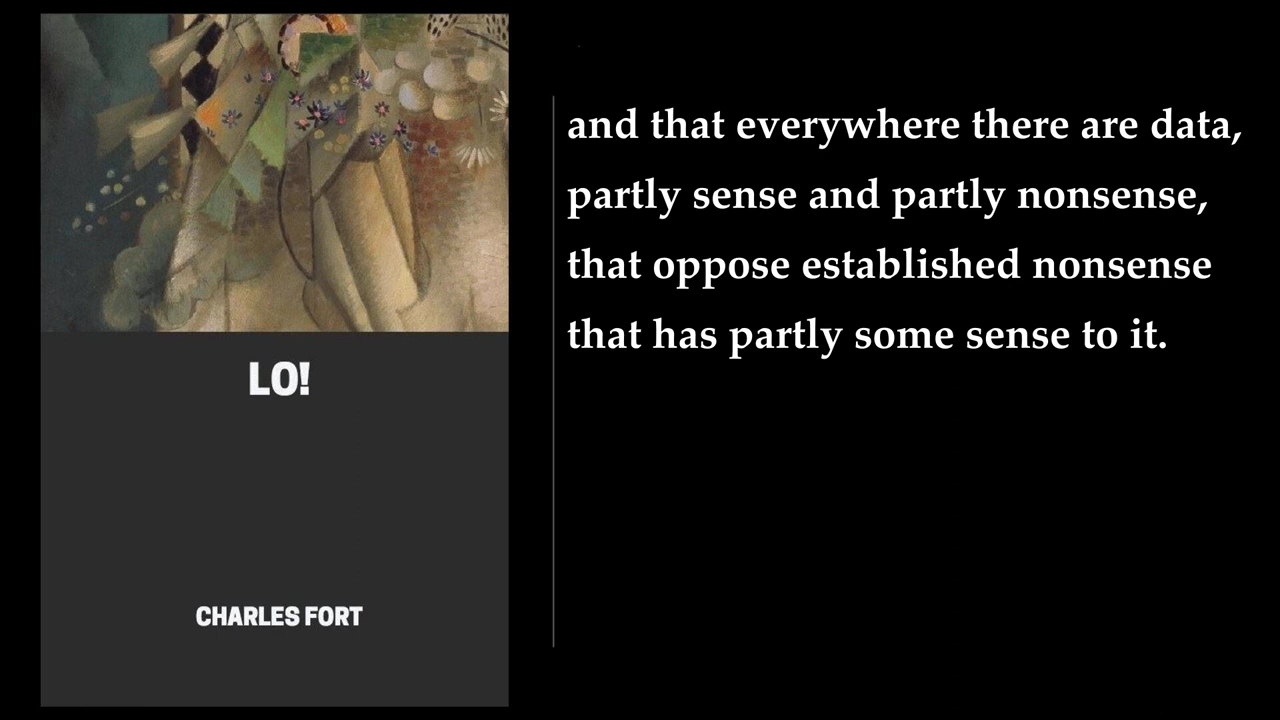 LO!
CHARLES FORT
and that everywhere there are data,
partly sense and partly nonsense,
that oppose established nonsense
that has partly some sense to it.